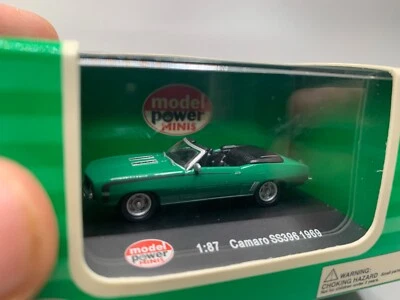 model
power
MINIS
model
power
MINIS
1:87 Camaro SS396 1969
WARNING:
CHOKING HAZARD